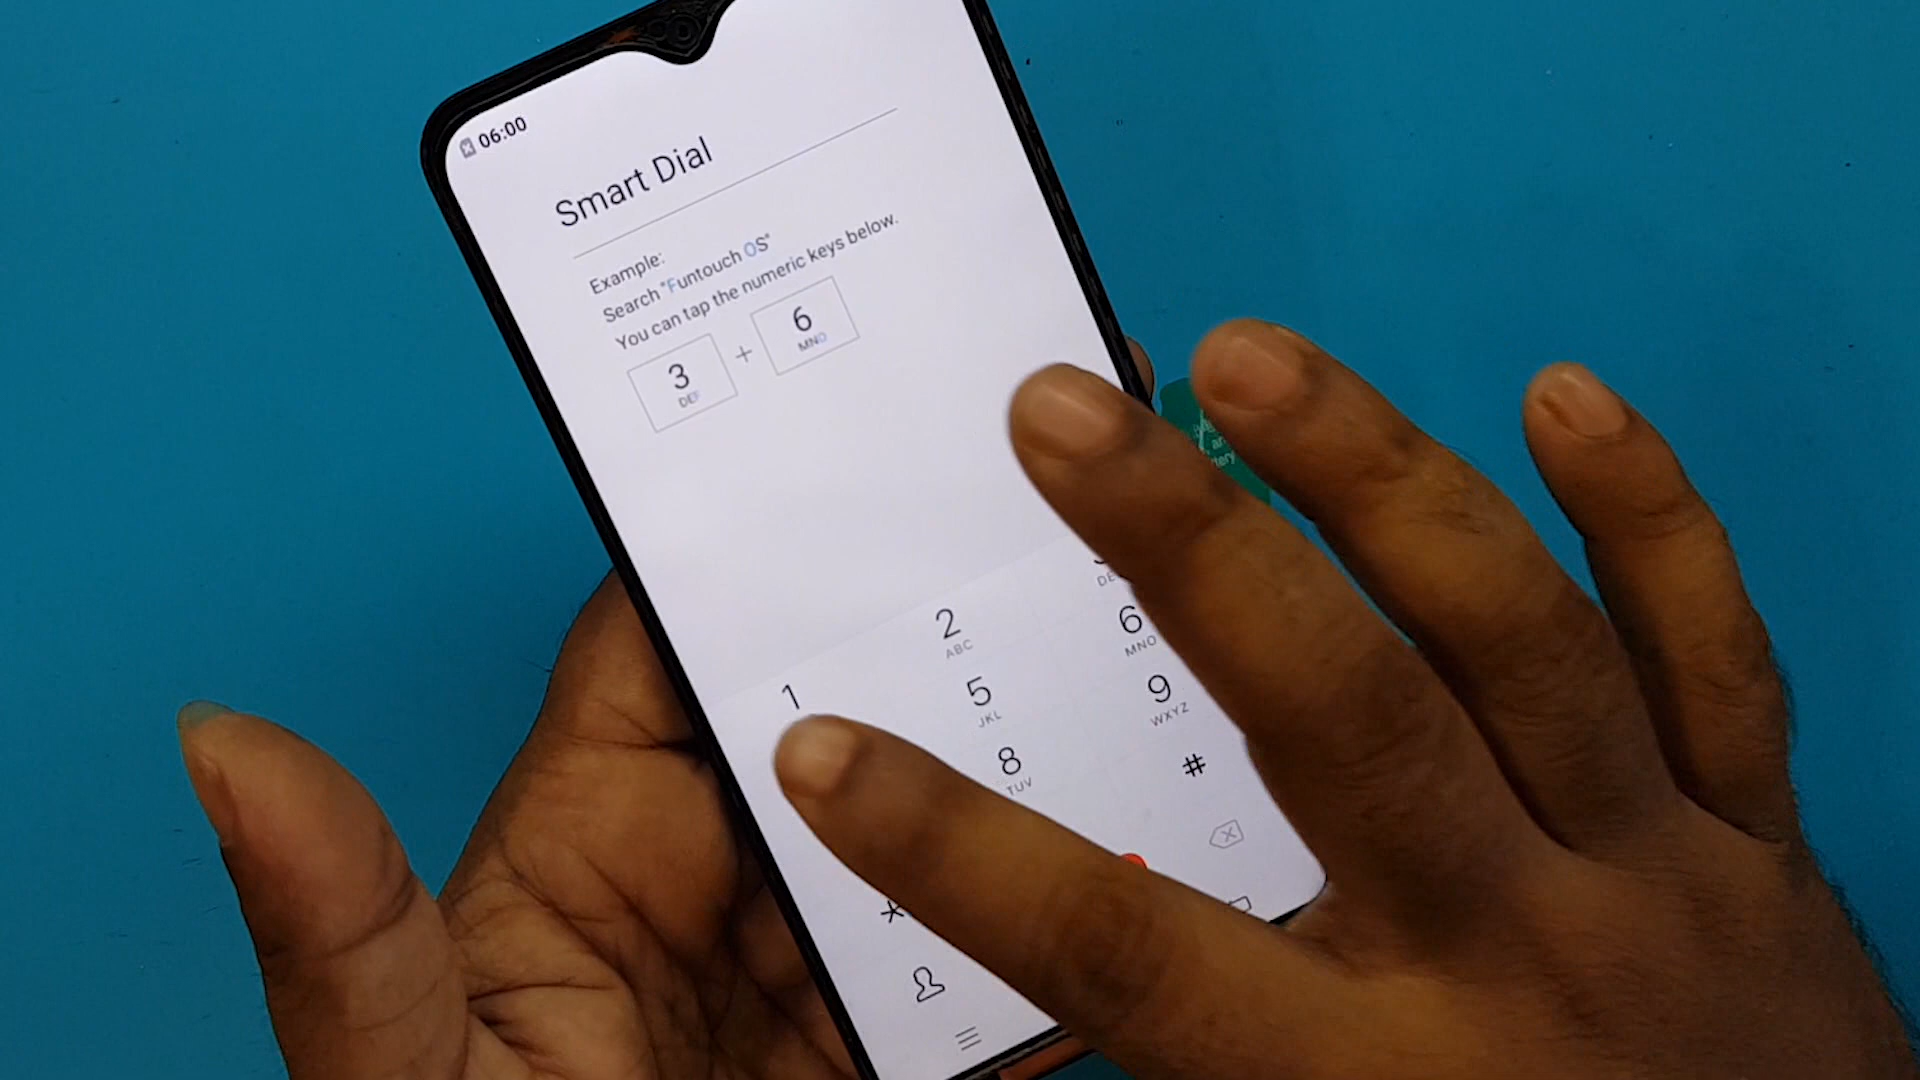 06:00
Smart Dial
Example:
Search "Funtouch OS"
You can tap the numeric keys below.
3 + 6
DEF MNO
1 2
ABC
5 6
JKL MNO
8 9
TUV WXYZ
* #